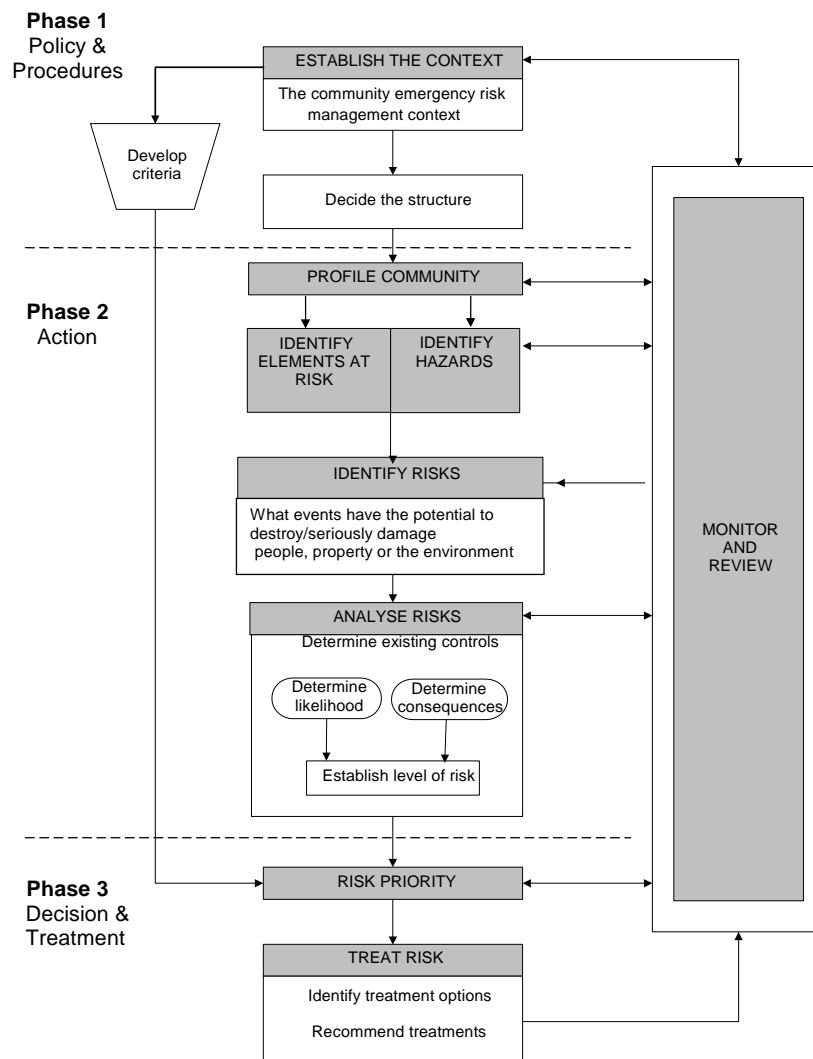 Phase 1
Policy &
Procedures
ESTABLISH THE CONTEXT
The community emergency risk
management context
Develop
criteria
Decide the structure
PROFILE COMMUNITY
Phase 2
Action
IDENTIFY
ELEMENTS AT
RISK
IDENTIFY
HAZARDS
IDENTIFY RISKS
What events have the potential to
destroy/seriously damage
people, property or the environment
MONITOR
AND
REVIEW
ANALYSE RISKS
Determine existing controls
Determine
likelihood
Determine
consequences
Establish level of risk
Phase 3
Decision &
Treatment
RISK PRIORITY
TREAT RISK
Identify treatment options
Recommend treatments